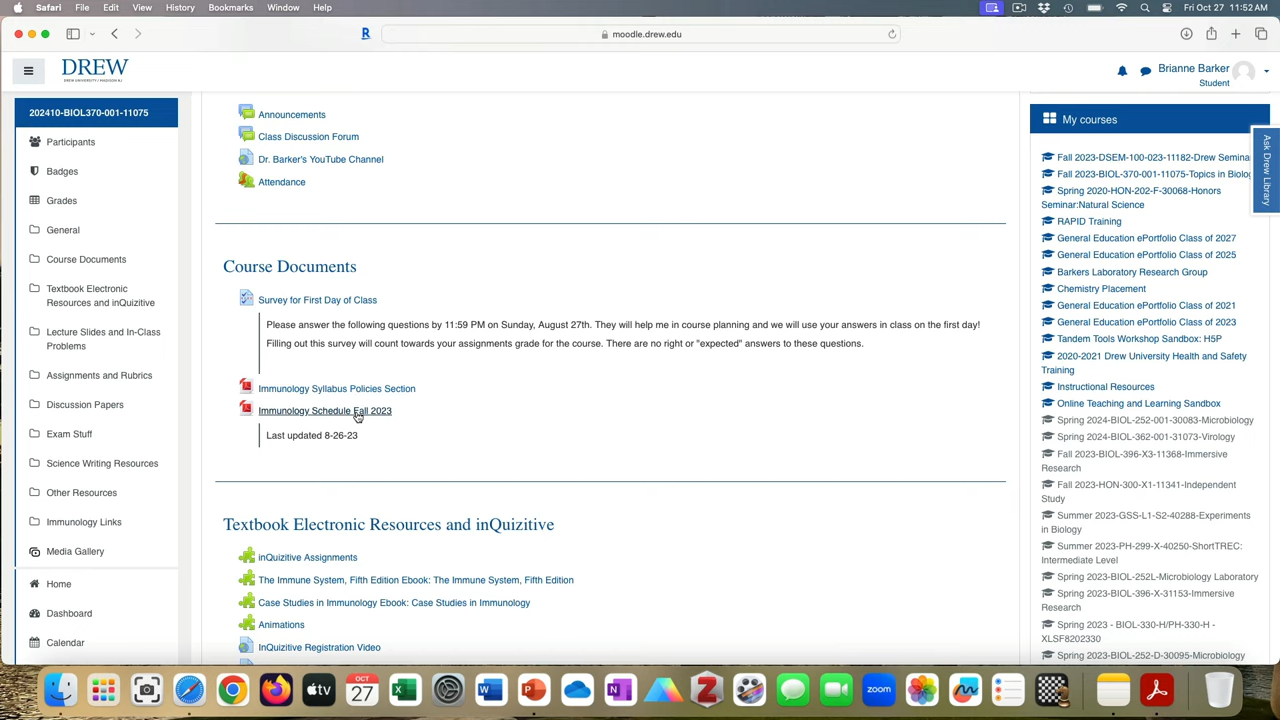 Safari File Edit View History Bookmarks Window Help Fri Oct 27 11:52 AM
moodle.drew.edu
DREW
DREW UNIVERSITY / MADISON NJ
Brianne Barker
Student
202410-BIOL370-001-11075
Participants
Badges
Grades
General
Course Documents
Textbook Electronic
Resources and inQuizitive
Lecture Slides and In-Class
Problems
Assignments and Rubrics
Discussion Papers
Exam Stuff
Science Writing Resources
Other Resources
Immunology Links
Media Gallery
Home
Dashboard
Calendar
Announcements
Class Discussion Forum
Dr. Barker's YouTube Channel
Attendance
Course Documents
Survey for First Day of Class
Please answer the following questions by 11:59 PM on Sunday, August 27th. They will help me in course planning and we will use your answers in class on the first day!
Filling out this survey will count towards your assignments grade for the course. There are no right or "expected" answers to these questions.
Immunology Syllabus Policies Section
Immunology Schedule Fall 2023
Last updated 8-26-23
Textbook Electronic Resources and inQuizitive
inQuizitive Assignments
The Immune System, Fifth Edition Ebook: The Immune System, Fifth Edition
Case Studies in Immunology Ebook: Case Studies in Immunology
Animations
InQuizitive Registration Video
My courses
Fall 2023-DSEM-100-023-11182-Drew Semina
Fall 2023-BIOL-370-001-11075-Topics in Biolog
Spring 2020-HON-202-F-30068-Honors
Seminar:Natural Science
RAPID Training
General Education ePortfolio Class of 2027
General Education ePortfolio Class of 2025
Barkers Laboratory Research Group
Chemistry Placement
General Education ePortfolio Class of 2021
General Education ePortfolio Class of 2023
Tandem Tools Workshop Sandbox: H5P
2020-2021 Drew University Health and Safety
Training
Instructional Resources
Online Teaching and Learning Sandbox
Spring 2024-BIOL-252-001-30083-Microbiology
Spring 2024-BIOL-362-001-31073-Virology
Fall 2023-BIOL-396-X3-11368-Immersive
Research
Fall 2023-HON-300-X1-11341-Independent
Study
Summer 2023-GSS-L1-S2-40288-Experiments
in Biology
Summer 2023-PH-299-X-40250-ShortTREC:
Intermediate Level
Spring 2023-BIOL-252L-Microbiology Laboratory
Spring 2023-BIOL-396-X-31153-Immersive
Research
Spring 2023 - BIOL-330-H/PH-330-H -
XLSF8202330
Spring 2023-BIOL-252-D-30095-Microbiology
Ask Drew Library
tv
OCT
27
zoom